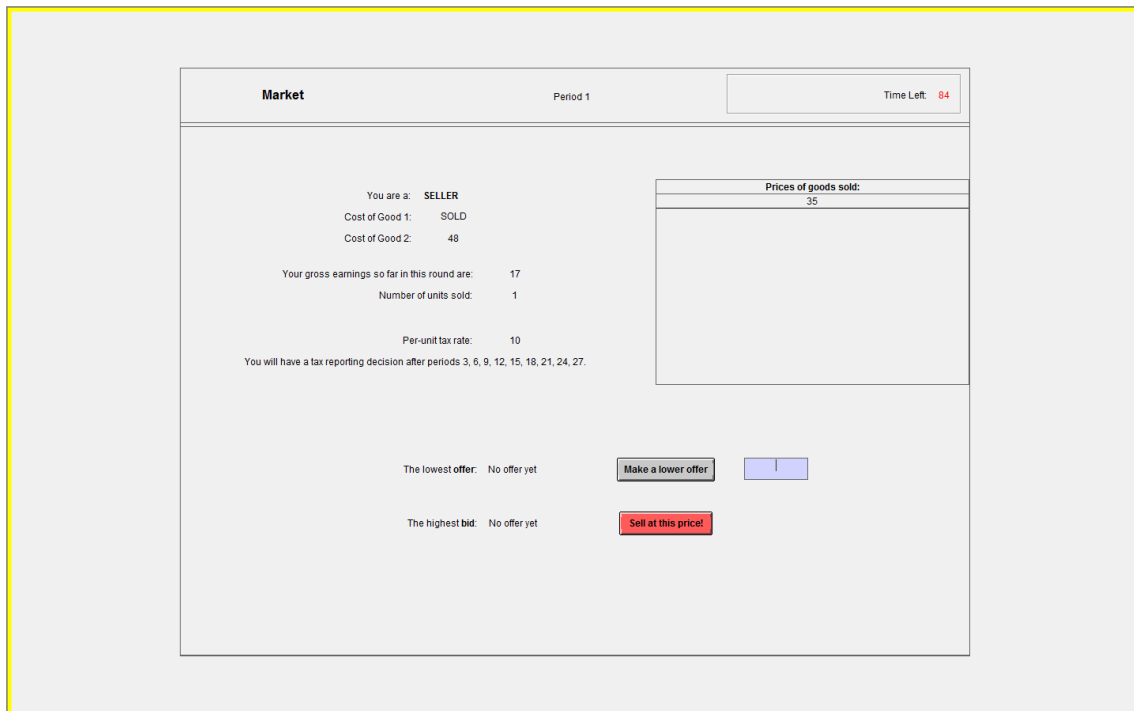 Market
Period 1
Time Left: 84
You are a: SELLER
Cost of Good 1: SOLD
Cost of Good 2: 48
Your gross earnings so far in this round are: 17
Number of units sold: 1
Per-unit tax rate: 10
You will have a tax reporting decision after periods 3, 6, 9, 12, 15, 18, 21, 24, 27.
Prices of goods sold:
35
The lowest offer: No offer yet
Make a lower offer
The highest bid: No offer yet
Sell at this price!